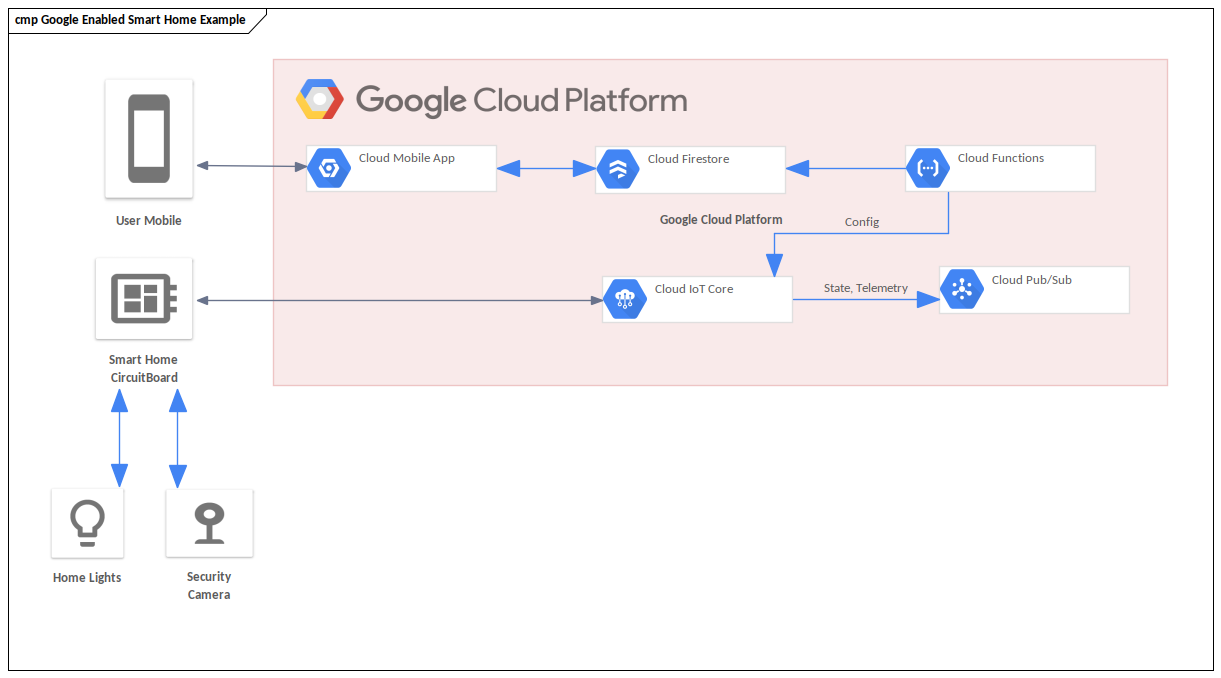 cmp Google Enabled Smart Home Example
Google Cloud Platform
Cloud Mobile App
Cloud Firestore
Cloud Functions
User Mobile
Google Cloud Platform
Config
Cloud IoT Core
State, Telemetry
Cloud Pub/Sub
Smart Home
CircuitBoard
Home Lights
Security
Camera